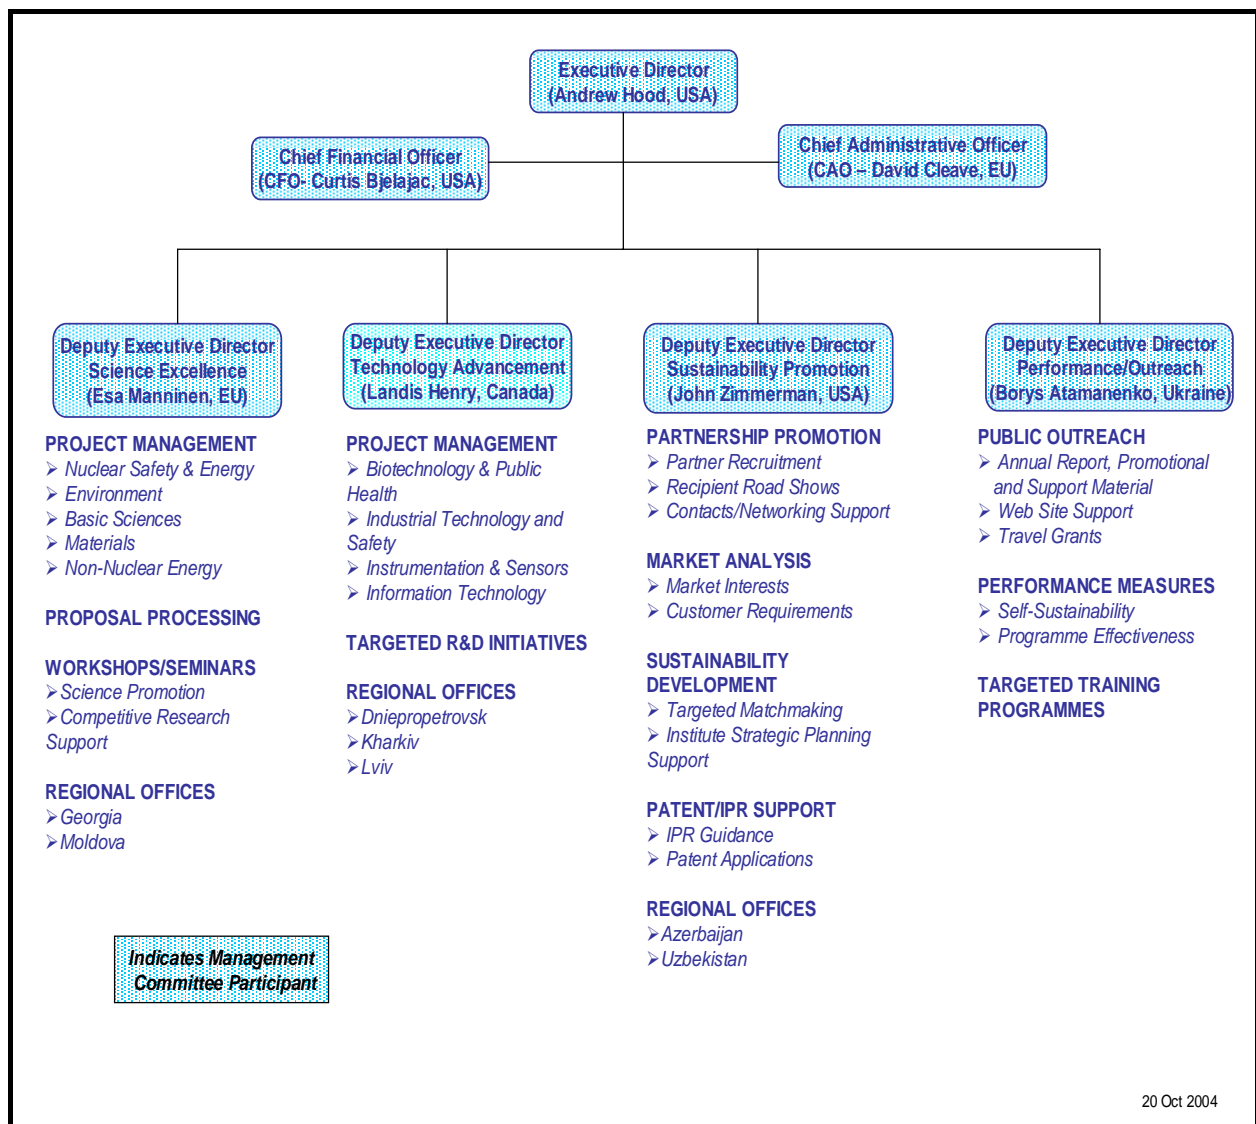 Executive Director
(Andrew Hood, USA)
Chief Financial Officer
(CFO- Curtis Bjelajac, USA)
Chief Administrative Officer
(CAO – David Cleave, EU)
Deputy Executive Director
Science Excellence
(Esa Manninen, EU)
PROJECT MANAGEMENT
➢ Nuclear Safety & Energy
➢ Environment
➢ Basic Sciences
➢ Materials
➢ Non-Nuclear Energy
PROPOSAL PROCESSING
WORKSHOPS/SEMINARS
➢Science Promotion
➢Competitive Research
Support
REGIONAL OFFICES
➢Georgia
➢Moldova
Deputy Executive Director
Technology Advancement
(Landis Henry, Canada)
PROJECT MANAGEMENT
➢ Biotechnology & Public
Health
➢ Industrial Technology and
Safety
➢ Instrumentation & Sensors
➢ Information Technology
TARGETED R&D INITIATIVES
REGIONAL OFFICES
➢Dniepropetrovsk
➢Kharkiv
➢Lviv
Deputy Executive Director
Sustainability Promotion
(John Zimmerman, USA)
PARTNERSHIP PROMOTION
➢ Partner Recruitment
➢ Recipient Road Shows
➢ Contacts/Networking Support
MARKET ANALYSIS
➢ Market Interests
➢ Customer Requirements
SUSTAINABILITY
DEVELOPMENT
➢ Targeted Matchmaking
➢ Institute Strategic Planning
Support
PATENT/IPR SUPPORT
➢ IPR Guidance
➢ Patent Applications
REGIONAL OFFICES
➢Azerbaijan
➢Uzbekistan
Deputy Executive Director
Performance/Outreach
(Borys Atamanenko, Ukraine)
PUBLIC OUTREACH
➢ Annual Report, Promotional
and Support Material
➢ Web Site Support
➢ Travel Grants
PERFORMANCE MEASURES
➢ Self-Sustainability
➢ Programme Effectiveness
TARGETED TRAINING
PROGRAMMES
Indicates Management
Committee Participant
20 Oct 2004